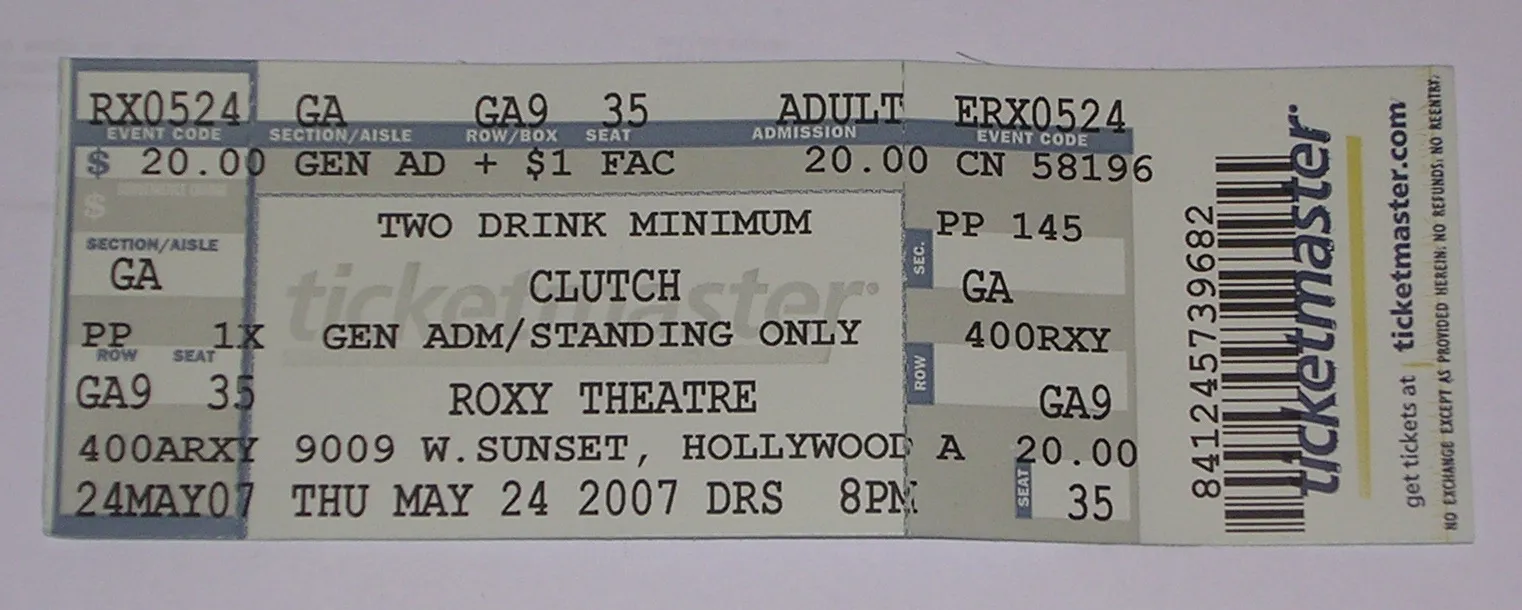 RX0524 GA GA9 35 ADULT ERX0524
EVENT CODE SECTION/AISLE ROW/BOX SEAT ADMISSION EVENT CODE
$ 20.00 GEN AD + $1 FAC 20.00 CN 58196
CONVENIENCE CHARGE
$
TWO DRINK MINIMUM PP 145
SECTION/AISLE SEC.
GA CLUTCH GA
ticketmaster
PP 1X GEN ADM/STANDING ONLY 400RXY
ROW SEAT ROW
GA9 35 ROXY THEATRE GA9
400ARXY 9009 W.SUNSET, HOLLYWOOD A 20.00
24MAY07 THU MAY 24 2007 DRS 8PM SEAT 35
841245739682
ticketmaster
get tickets at ticketmaster.com
NO EXCHANGE EXCEPT AS PROVIDED HEREIN; NO REFUNDS; NO REENTRY.